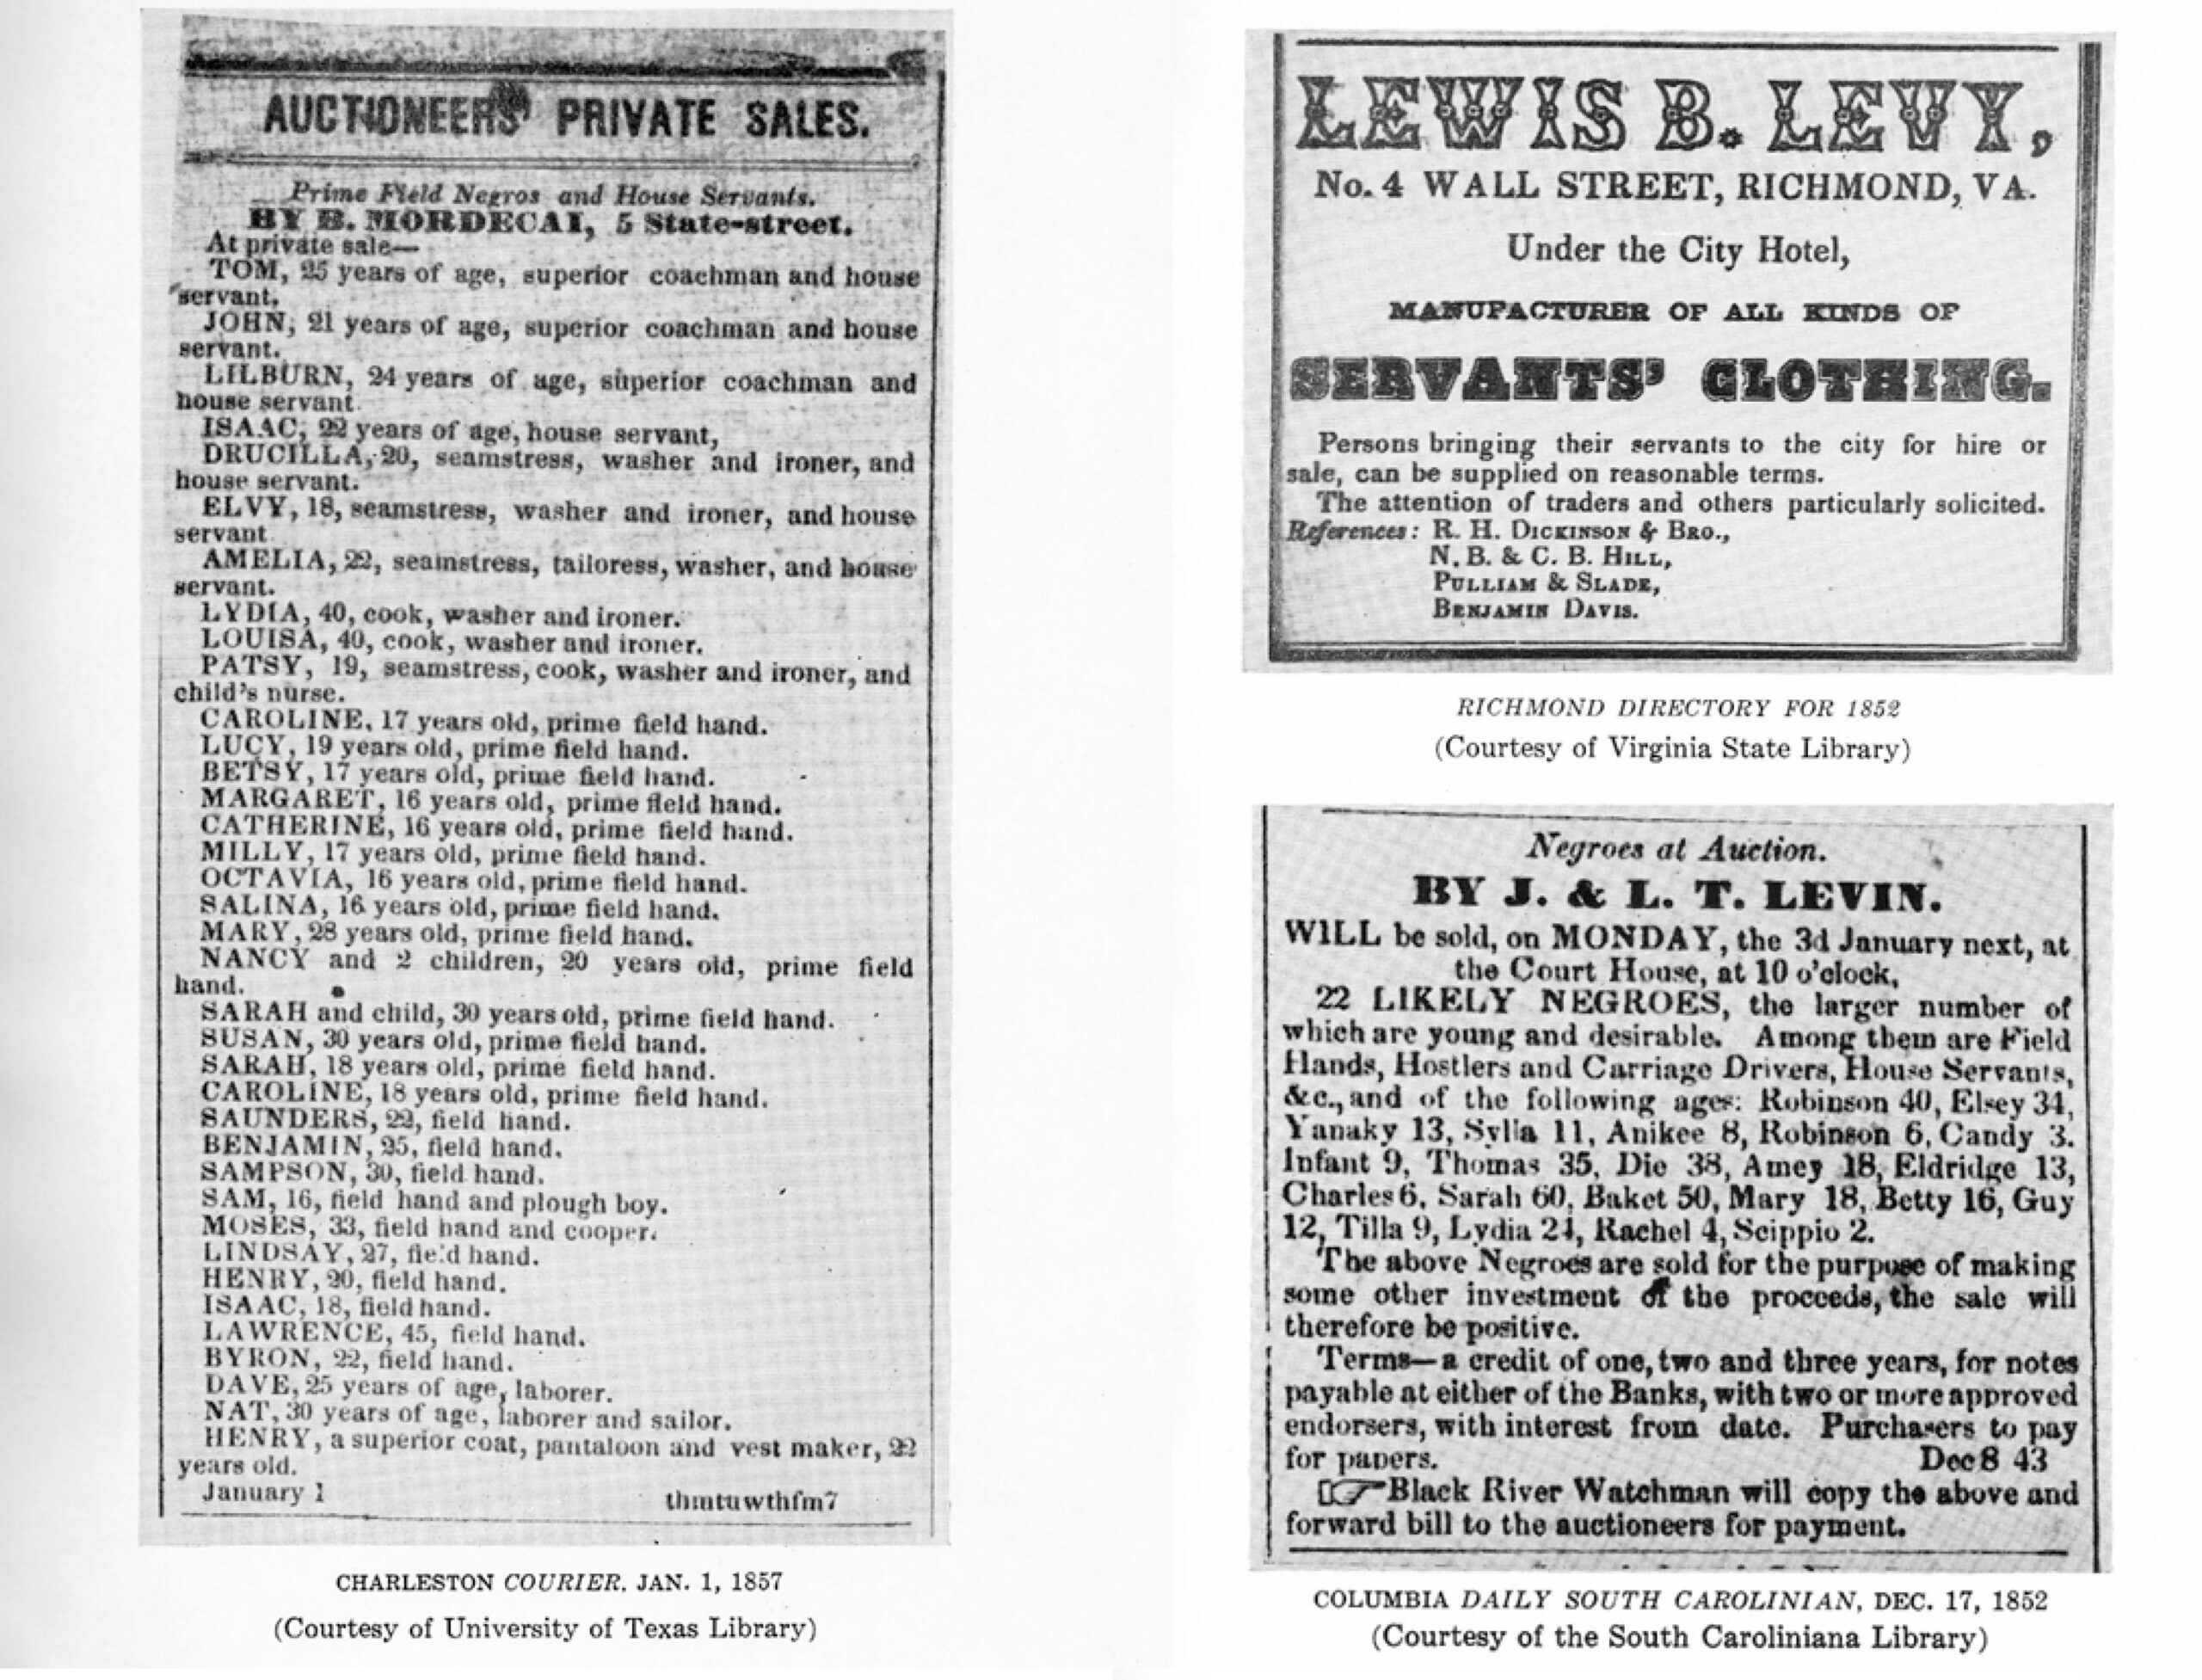 AUCTIONEERS' PRIVATE SALES.
Prime Field Negros and House Servants.
BY B. MORDECAI, 5 State-street.
At private sale—
TOM, 25 years of age, superior coachman and house
servant.
JOHN, 21 years of age, superior coachman and house
servant.
LILBURN, 24 years of age, superior coachman and
house servant
ISAAC, 22 years of age, house servant,
DRUCILLA, 20, seamstress, washer and ironer, and
house servant.
ELVY, 18, seamstress, washer and ironer, and house
servant
AMELIA, 22, seamstress, tailoress, washer, and house
servant.
LYDIA, 40, cook, washer and ironer.
LOUISA, 40, cook, washer and ironer.
PATSY, 19, seamstress, cook, washer and ironer, and
child's nurse.
CAROLINE, 17 years old, prime field hand.
LUCY, 19 years old, prime field hand.
BETSY, 17 years old, prime field hand.
MARGARET, 16 years old, prime field hand.
CATHERINE, 16 years old, prime field hand.
MILLY, 17 years old, prime field hand.
OCTAVIA, 16 years old, prime field hand.
SALINA, 16 years old, prime field hand.
MARY, 28 years old, prime field hand.
NANCY and 2 children, 20 years old, prime field
hand.
SARAH and child, 30 years old, prime field hand.
SUSAN, 30 years old, prime field hand.
SARAH, 18 years old, prime field hand.
CAROLINE, 18 years old, prime field hand.
SAUNDERS, 22, field hand.
BENJAMIN, 25, field hand.
SAMPSON, 30, field hand.
SAM, 16, field hand and plough boy.
MOSES, 33, field hand and cooper.
LINDSAY, 27, field hand.
HENRY, 20, field hand.
ISAAC, 18, field hand.
LAWRENCE, 45, field hand.
BYRON, 22, field hand.
DAVE, 25 years of age, laborer.
NAT, 30 years of age, laborer and sailor.
HENRY, a superior coat, pantaloon and vest maker, 22
years old.
January 1 thmtuwthfm7
CHARLESTON COURIER, JAN. 1, 1857
(Courtesy of University of Texas Library)
LEWIS B. LEVY,
No. 4 WALL STREET, RICHMOND, VA.
Under the City Hotel,
MANUFACTURER OF ALL KINDS OF
SERVANTS' CLOTHING.
Persons bringing their servants to the city for hire or
sale, can be supplied on reasonable terms.
The attention of traders and others particularly solicited.
References: R. H. DICKINSON & BRO.,
N. B. & C. B. HILL,
PULLIAM & SLADE,
BENJAMIN DAVIS.
RICHMOND DIRECTORY FOR 1852
(Courtesy of Virginia State Library)
Negroes at Auction.
BY J. & L. T. LEVIN.
WILL be sold, on MONDAY, the 3d January next, at
the Court House, at 10 o'clock,
22 LIKELY NEGROES, the larger number of
which are young and desirable. Among them are Field
Hands, Hostlers and Carriage Drivers, House Servants,
&c., and of the following ages: Robinson 40, Elsey 34,
Yanaky 13, Sylla 11, Anikee 8, Robinson 6, Candy 3.
Infant 9, Thomas 35, Die 38, Amey 18, Eldridge 13,
Charles 6, Sarah 60, Baket 50, Mary 18, Betty 16, Guy
12, Tilla 9, Lydia 24, Rachel 4, Scippio 2.
The above Negroes are sold for the purpose of making
some other investment of the proceeds, the sale will
therefore be positive.
Terms—a credit of one, two and three years, for notes
payable at either of the Banks, with two or more approved
endorsers, with interest from date. Purchasers to pay
for papers. Dec 8 43
☞Black River Watchman will copy the above and
forward bill to the auctioneers for payment.
COLUMBIA DAILY SOUTH CAROLINIAN, DEC. 17, 1852
(Courtesy of the South Caroliniana Library)